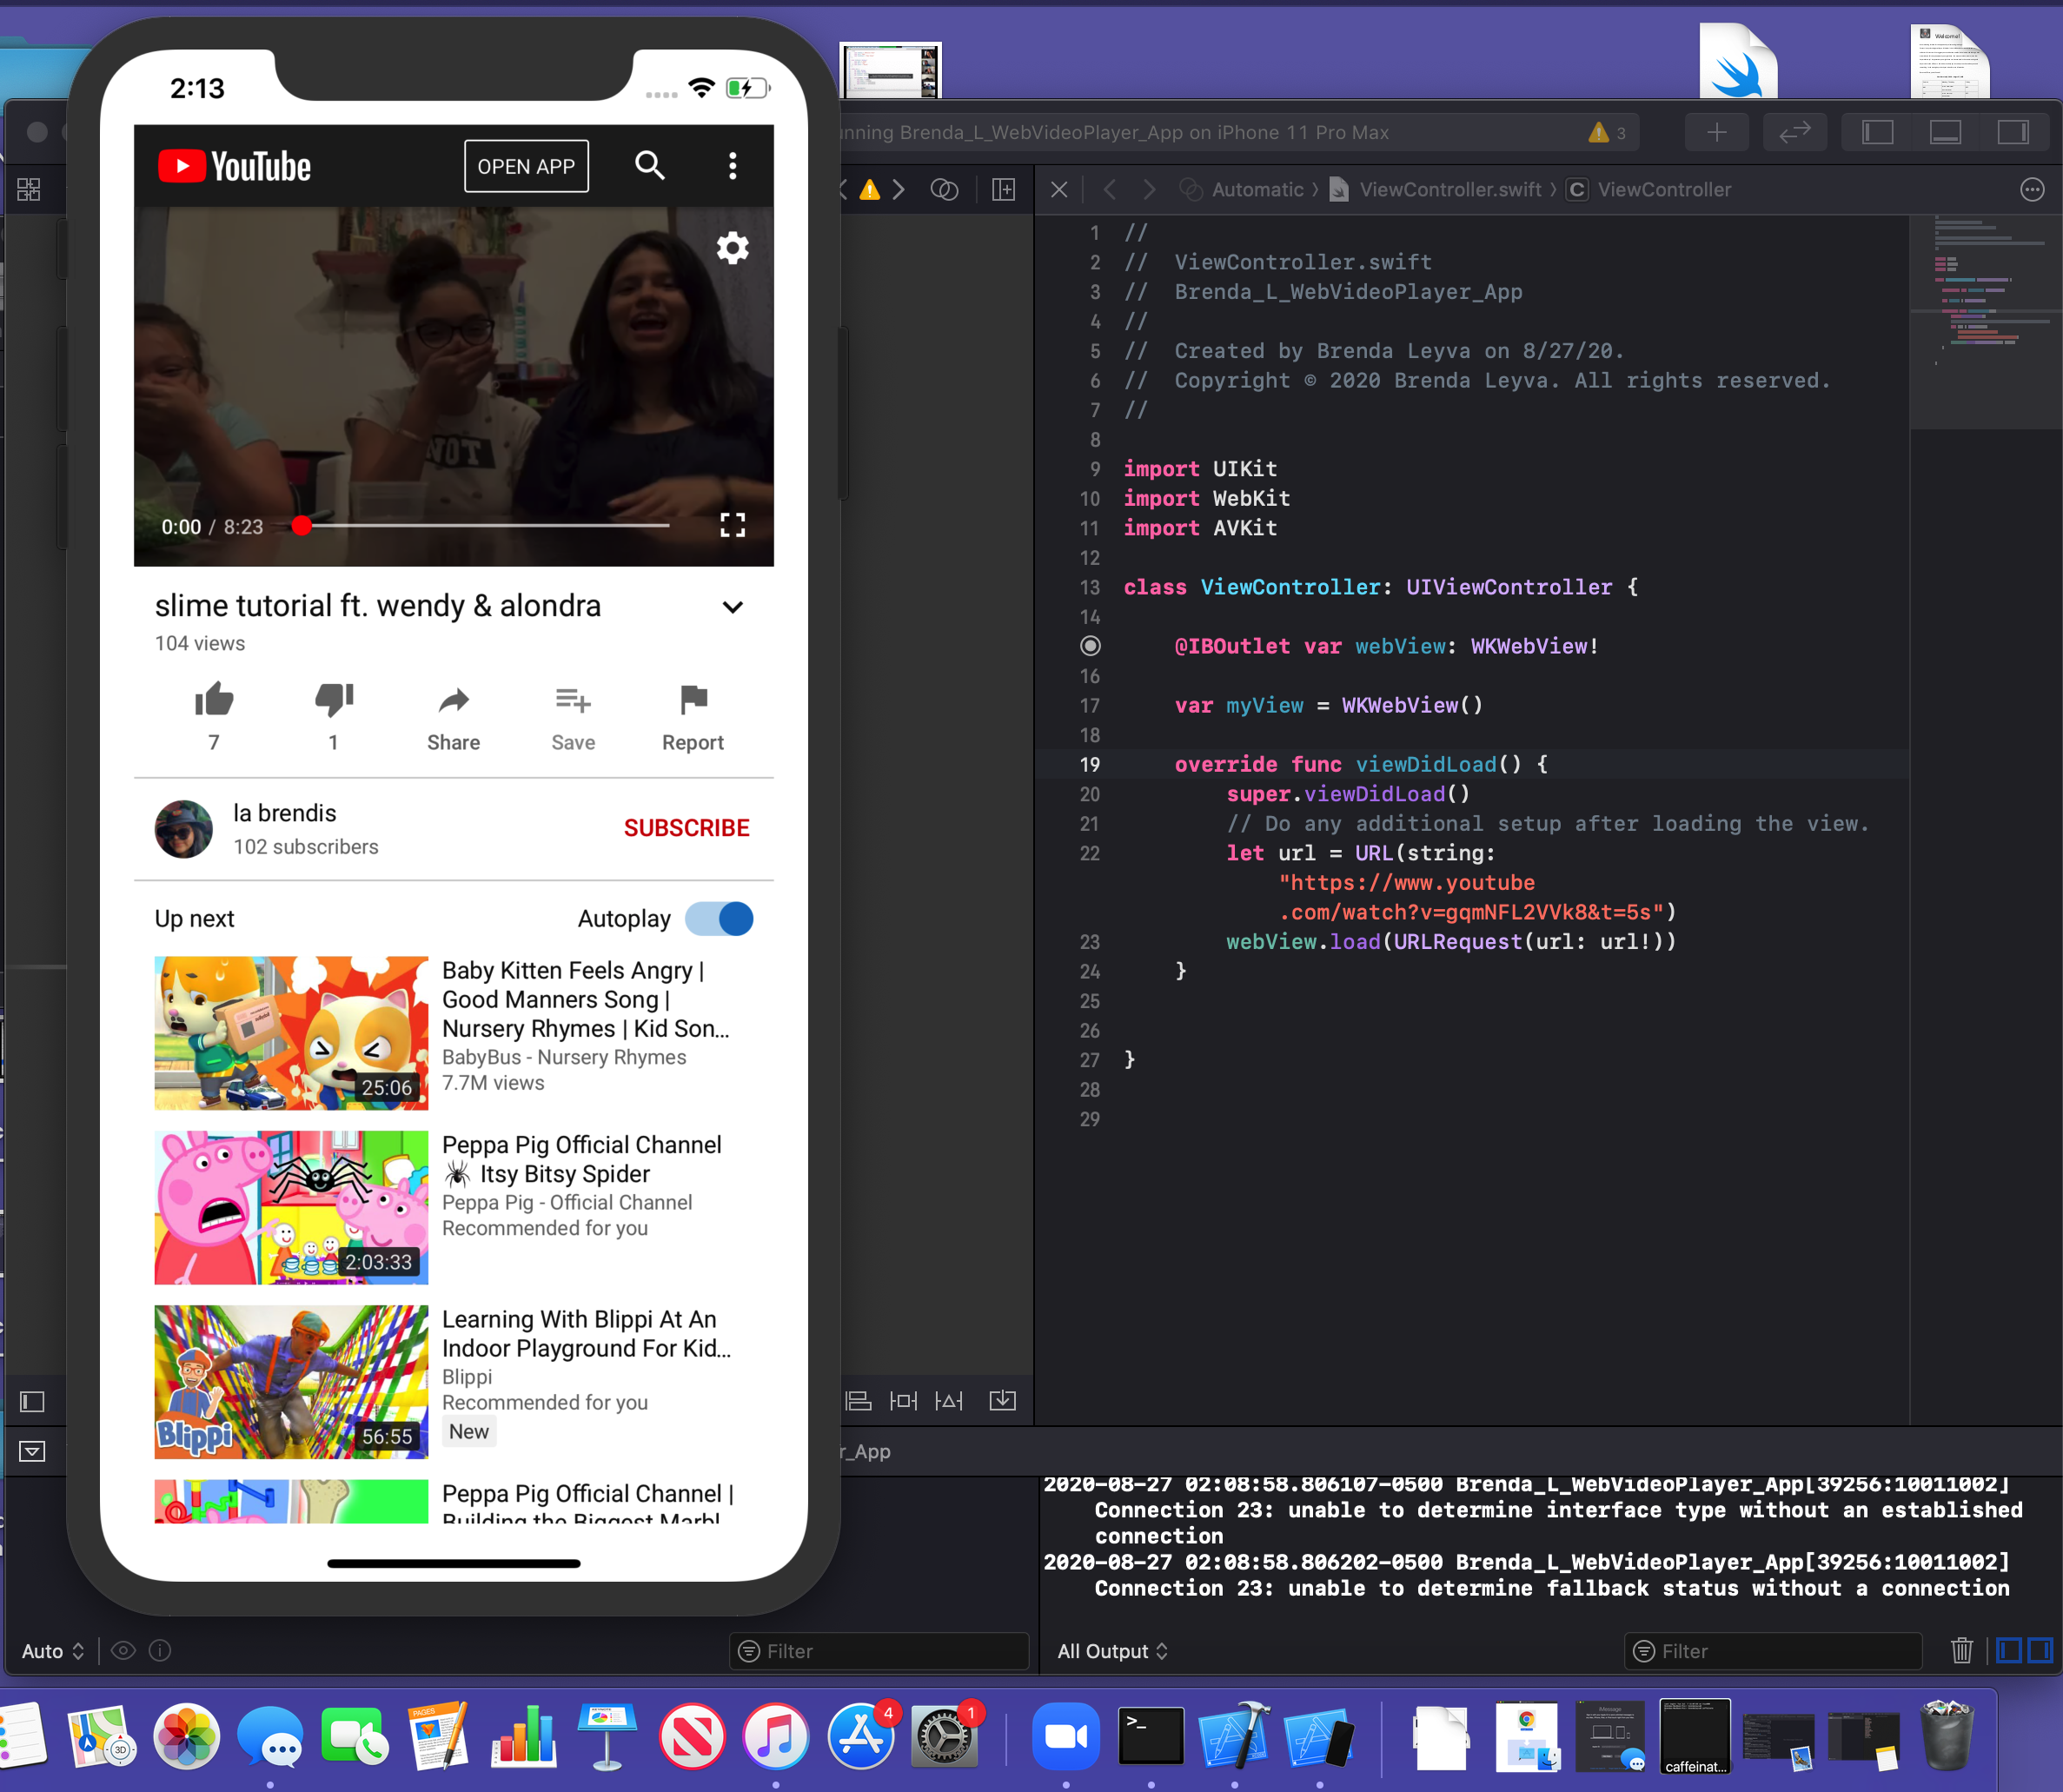 2:13
YouTube
OPEN APP
NOT
0:00 / 8:23
slime tutorial ft. wendy & alondra
104 views
7
1
Share
Save
Report
la brendis
102 subscribers
SUBSCRIBE
Up next
Autoplay
Baby Kitten Feels Angry |
Good Manners Song |
Nursery Rhymes | Kid Son...
BabyBus - Nursery Rhymes
7.7M views
25:06
Peppa Pig Official Channel
🕷 Itsy Bitsy Spider
Peppa Pig - Official Channel
Recommended for you
2:03:33
Learning With Blippi At An
Indoor Playground For Kid...
Blippi
Recommended for you
New
Blippi
56:55
Peppa Pig Official Channel |
Building the Biggest Marbl
Welcome!
unning Brenda_L_WebVideoPlayer_App on iPhone 11 Pro Max
3
Automatic 〉 ViewController.swift 〉 C ViewController
1 //
2 //  ViewController.swift
3 //  Brenda_L_WebVideoPlayer_App
4 //
5 //  Created by Brenda Leyva on 8/27/20.
6 //  Copyright © 2020 Brenda Leyva. All rights reserved.
7 //
8
9 import UIKit
10 import WebKit
11 import AVKit
12
13 class ViewController: UIViewController {
14
@IBOutlet var webView: WKWebView!
16
17 var myView = WKWebView()
18
19 override func viewDidLoad() {
20 super.viewDidLoad()
21 // Do any additional setup after loading the view.
22 let url = URL(string:
"https://www.youtube
.com/watch?v=gqmNFL2VVk8&t=5s")
23 webView.load(URLRequest(url: url!))
24 }
25
26
27 }
28
29
r_App
2020-08-27 02:08:58.806107-0500 Brenda_L_WebVideoPlayer_App[39256:10011002]
Connection 23: unable to determine interface type without an established
connection
2020-08-27 02:08:58.806202-0500 Brenda_L_WebVideoPlayer_App[39256:10011002]
Connection 23: unable to determine fallback status without a connection
Auto
Filter
All Output
Filter
3D
PAGES
4
1
>_
iMessage
caffeinat...